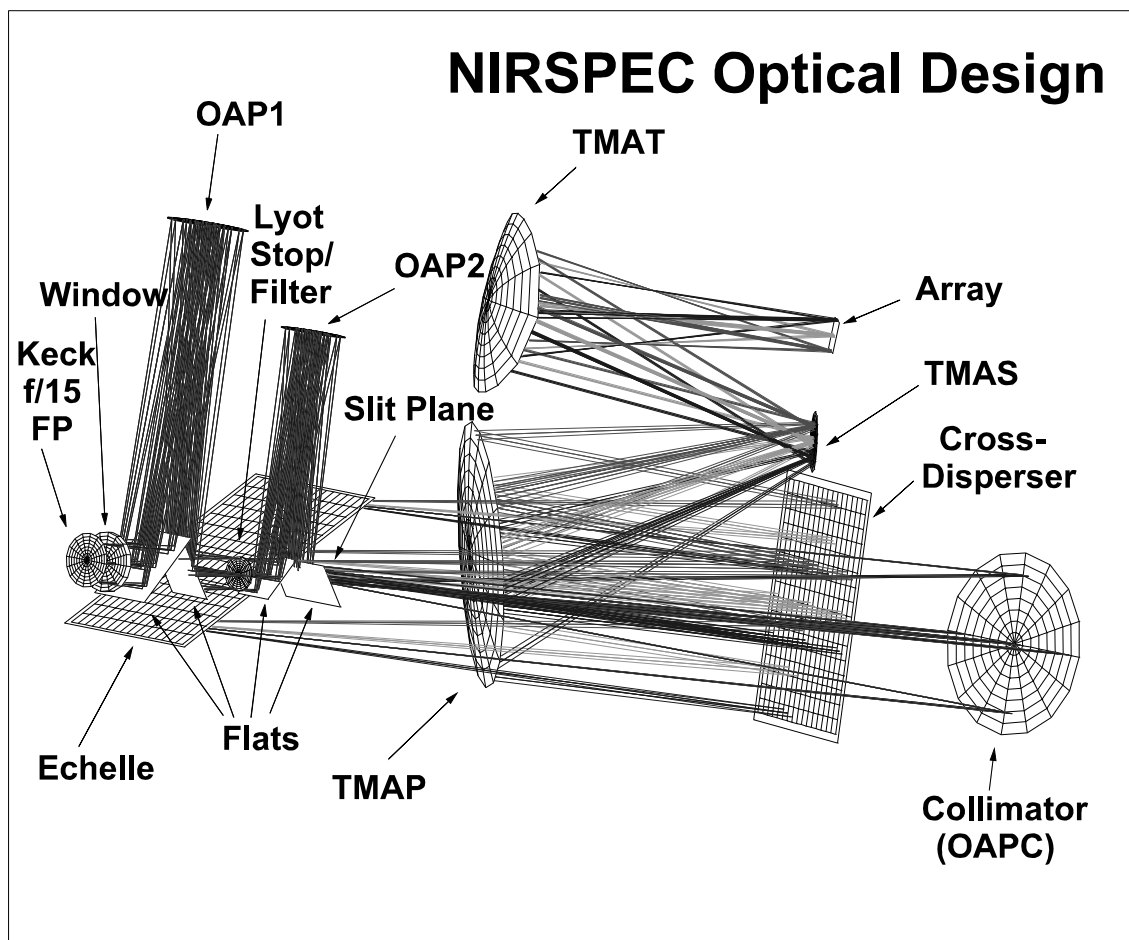 NIRSPEC Optical Design
OAP1
TMAT
Lyot
Stop/
Filter
OAP2
Window
Array
Keck
f/15
FP
TMAS
Slit Plane
Cross-
Disperser
Flats
Echelle
TMAP
Collimator
(OAPC)